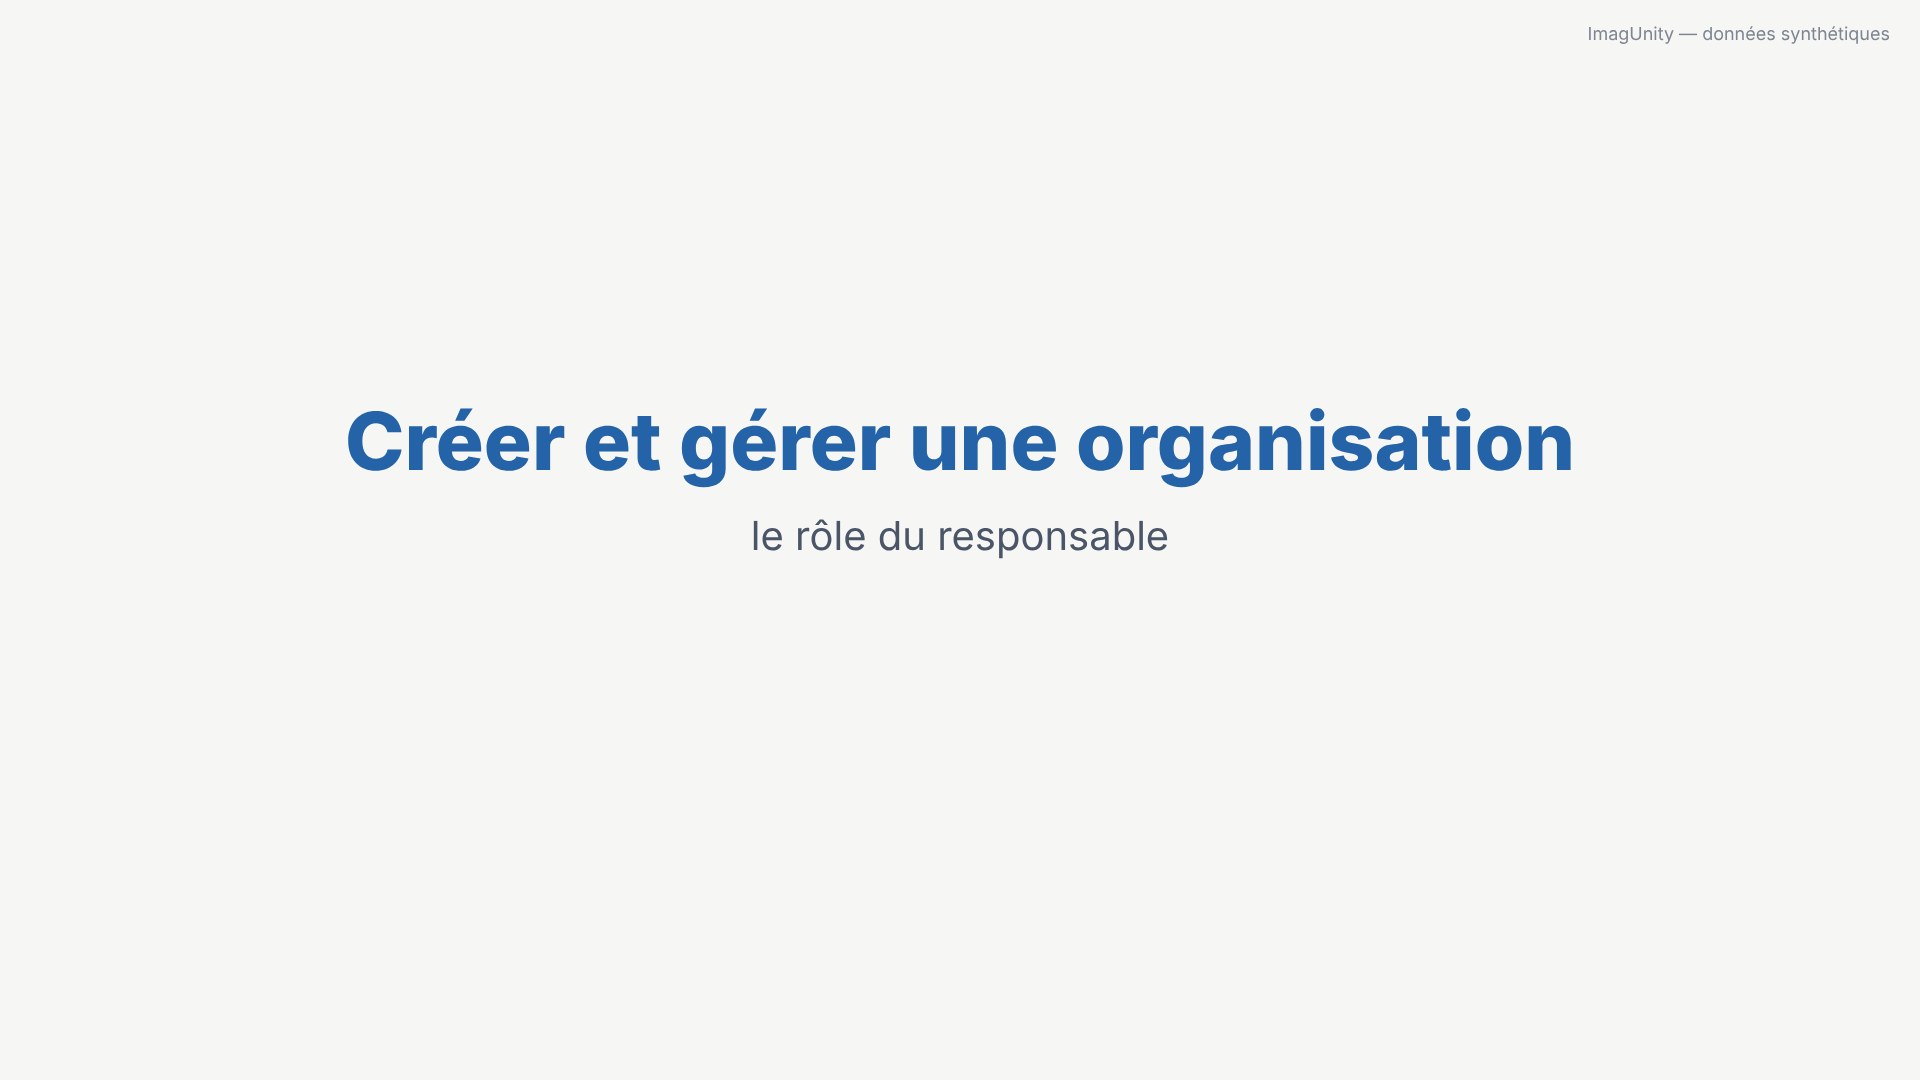 ImagUnity — données synthétiques
Créer et gérer une organisation
le rôle du responsable